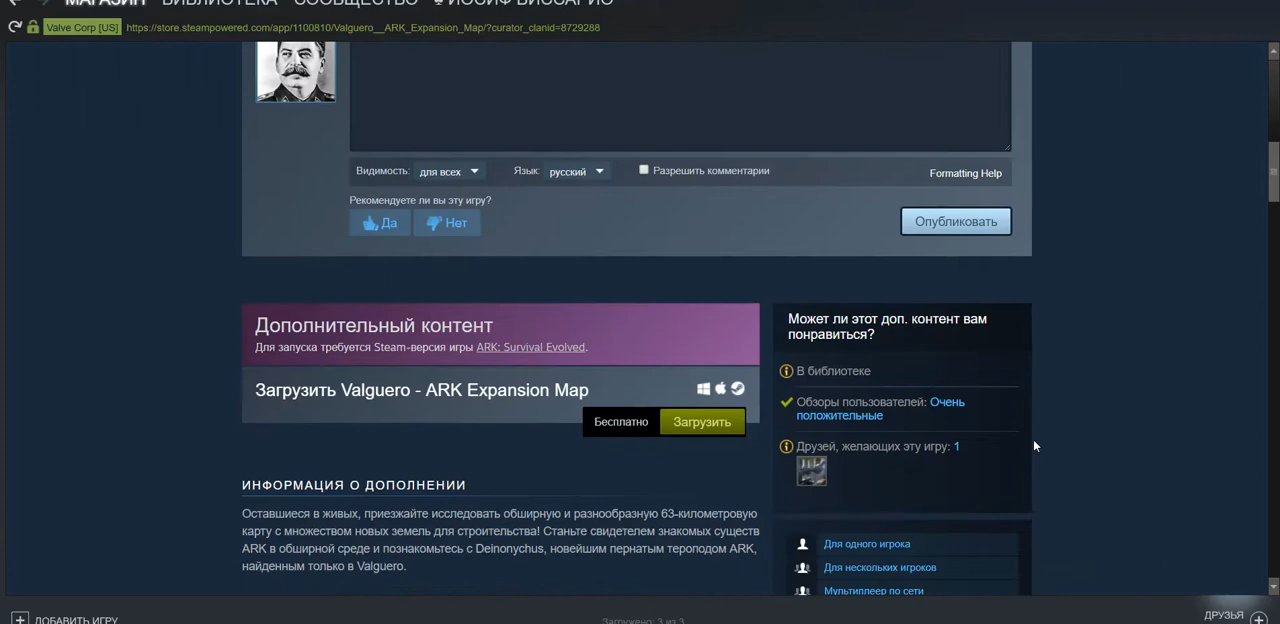 МАГАЗИН БИБЛИОТЕКА СООБЩЕСТВО ИОСИФ ВИССАРИО
Valve Corp [US] https://store.steampowered.com/app/1100810/Valguero__ARK_Expansion_Map/?curator_clanid=8729288
Видимость: для всех Язык: русский Разрешить комментарии Formatting Help
Рекомендуете ли вы эту игру?
Да Нет Опубликовать
Дополнительный контент
Для запуска требуется Steam-версия игры ARK: Survival Evolved.
Загрузить Valguero - ARK Expansion Map
Бесплатно Загрузить
ИНФОРМАЦИЯ О ДОПОЛНЕНИИ
Оставшиеся в живых, приезжайте исследовать обширную и разнообразную 63-километровую
карту с множеством новых земель для строительства! Станьте свидетелем знакомых существ
ARK в обширной среде и познакомьтесь с Deinonychus, новейшим пернатым тероподом ARK,
найденным только в Valguero.
Может ли этот доп. контент вам
понравиться?
В библиотеке
Обзоры пользователей: Очень
положительные
Друзей, желающих эту игру: 1
Для одного игрока
Для нескольких игроков
Мультиплеер по сети
ДОБАВИТЬ ИГРУ Загружено: 3 из 3 ДРУЗЬЯ